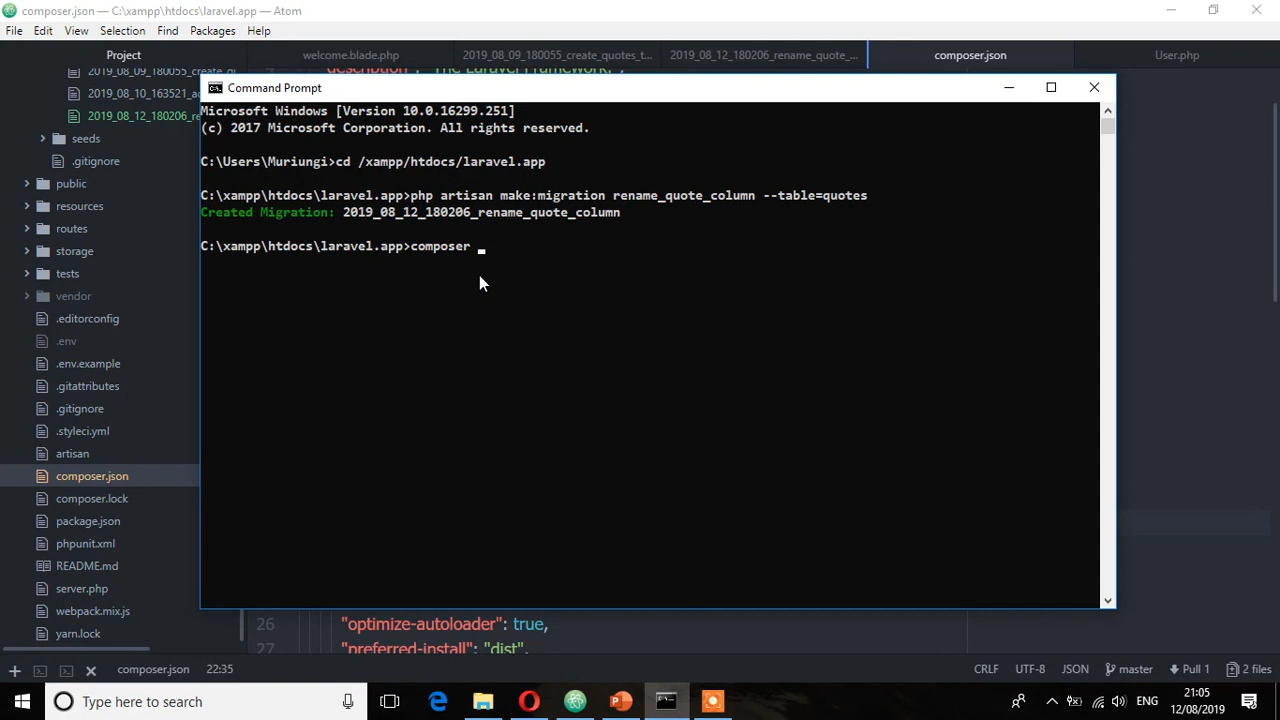 composer.json — C:\xampp\htdocs\laravel.app — Atom
File Edit View Selection Find Packages Help
Project
welcome.blade.php
2019_08_09_180055_create_quotes_t...
2019_08_12_180206_rename_quote_...
composer.json
User.php
2019_08_09_180055_create_q
2019_08_10_163521_a
2019_08_12_180206_re
seeds
.gitignore
public
resources
routes
storage
tests
vendor
.editorconfig
.env
.env.example
.gitattributes
.gitignore
.styleci.yml
artisan
composer.json
composer.lock
package.json
phpunit.xml
README.md
server.php
webpack.mix.js
yarn.lock
"description": "The Laravel Framework.",
Command Prompt
Microsoft Windows [Version 10.0.16299.251]
(c) 2017 Microsoft Corporation. All rights reserved.
C:\Users\Muriungi>cd /xampp/htdocs/laravel.app
C:\xampp\htdocs\laravel.app>php artisan make:migration rename_quote_column --table=quotes
Created Migration: 2019_08_12_180206_rename_quote_column
C:\xampp\htdocs\laravel.app>composer _
26 "optimize-autoloader": true,
27 "preferred-install": "dist",
composer.json 22:35 CRLF UTF-8 JSON master Pull 1 2 files
Type here to search
ENG
21:05
12/08/2019